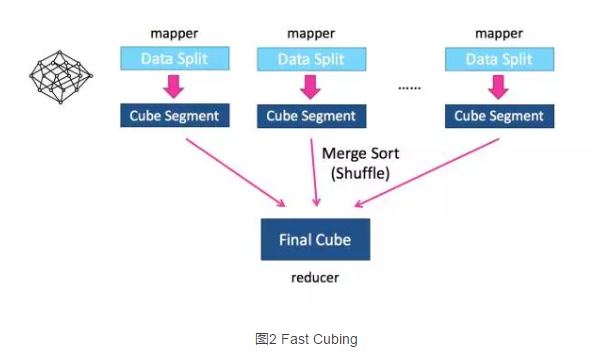 mapper
mapper
mapper
Data Split
Data Split
Data Split
......
Cube Segment
Cube Segment
Cube Segment
Merge Sort
(Shuffle)
Final Cube
reducer
图2 Fast Cubing